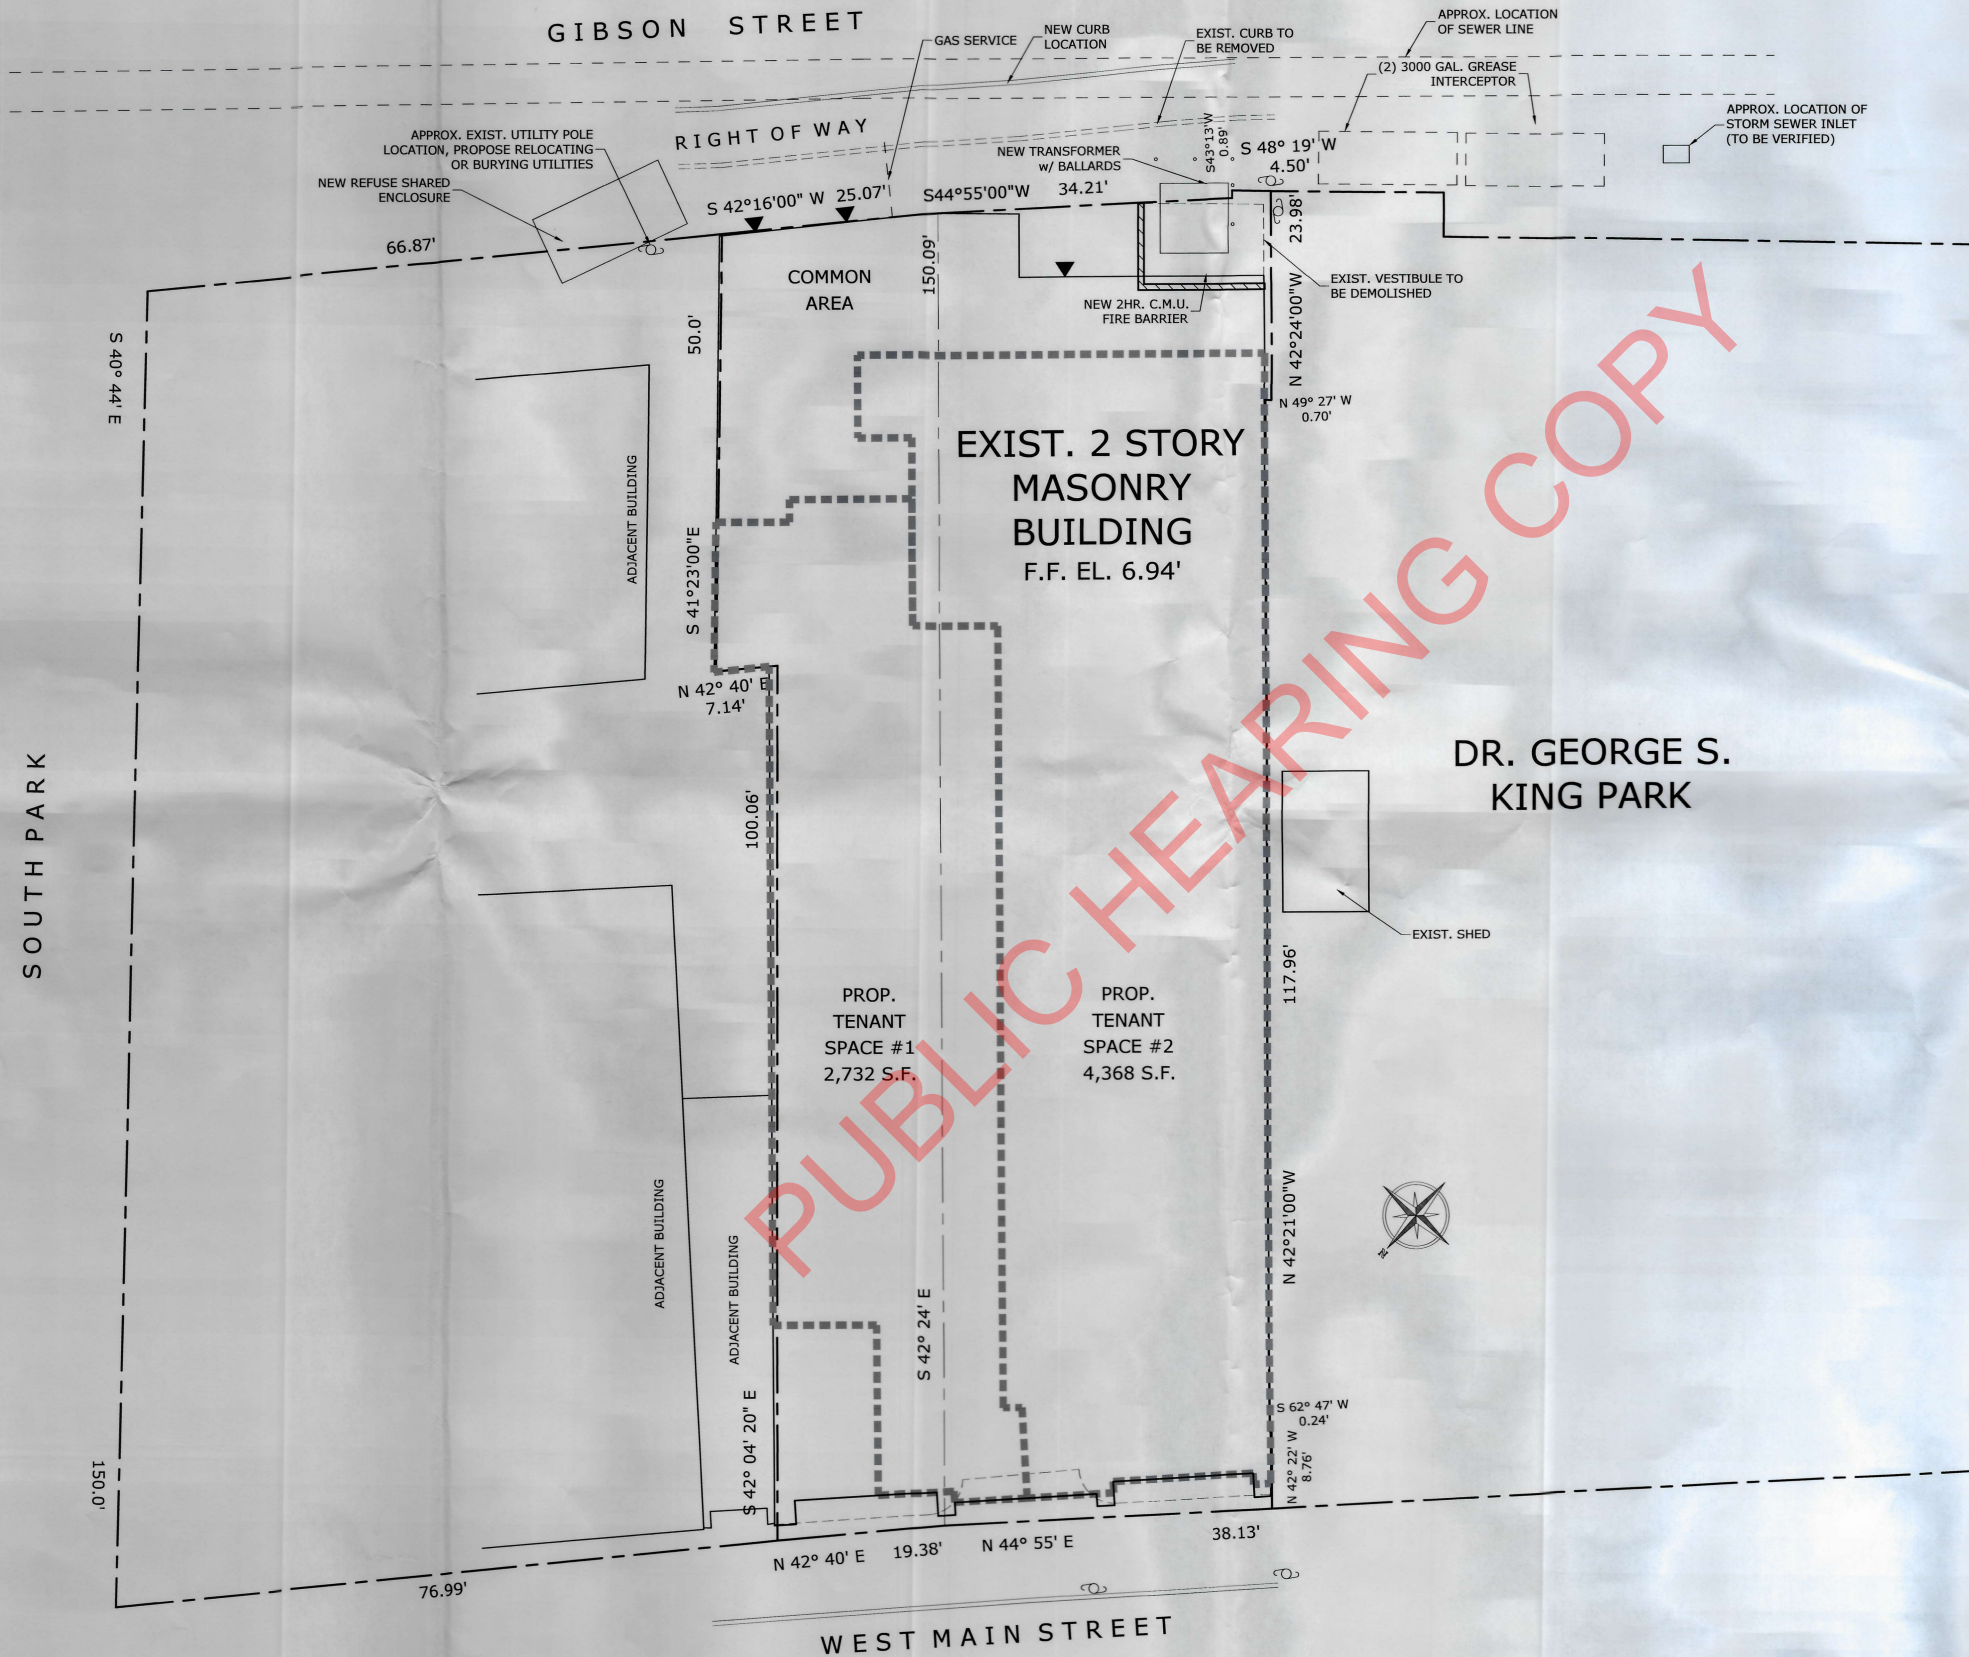 GIBSON STREET
GAS SERVICE
NEW CURB
LOCATION
EXIST. CURB TO
BE REMOVED
APPROX. LOCATION
OF SEWER LINE
(2) 3000 GAL. GREASE
INTERCEPTOR
APPROX. LOCATION OF
STORM SEWER INLET
(TO BE VERIFIED)
RIGHT OF WAY
APPROX. EXIST. UTILITY POLE
LOCATION, PROPOSE RELOCATING
OR BURYING UTILITIES
NEW REFUSE SHARED
ENCLOSURE
NEW TRANSFORMER
w/ BALLARDS
S43°13'W
0.89'
S 48° 19' W
4.50'
66.87'
S 42°16'00" W 25.07'
S44°55'00"W 34.21'
23.98'
N 42°24'00"W
150.09'
COMMON
AREA
EXIST. VESTIBULE TO
BE DEMOLISHED
NEW 2HR. C.M.U.
FIRE BARRIER
50.0'
S 40° 44' E
N 49° 27' W
0.70'
EXIST. 2 STORY
MASONRY
BUILDING
F.F. EL. 6.94'
ADJACENT BUILDING
S 41°23'00"E
N 42° 40' E
7.14'
SOUTH PARK
100.06'
DR. GEORGE S.
KING PARK
EXIST. SHED
117.96'
PROP.
TENANT
SPACE #1
2,732 S.F.
PROP.
TENANT
SPACE #2
4,368 S.F.
PUBLIC HEARING COPY
N 42°21'00"W
N
ADJACENT BUILDING
ADJACENT BUILDING
S 42° 24' E
S 42° 04' 20" E
S 62° 47' W
0.24'
N 42° 22' W
8.76'
150.0'
76.99'
N 42° 40' E 19.38'
N 44° 55' E
38.13'
WEST MAIN STREET